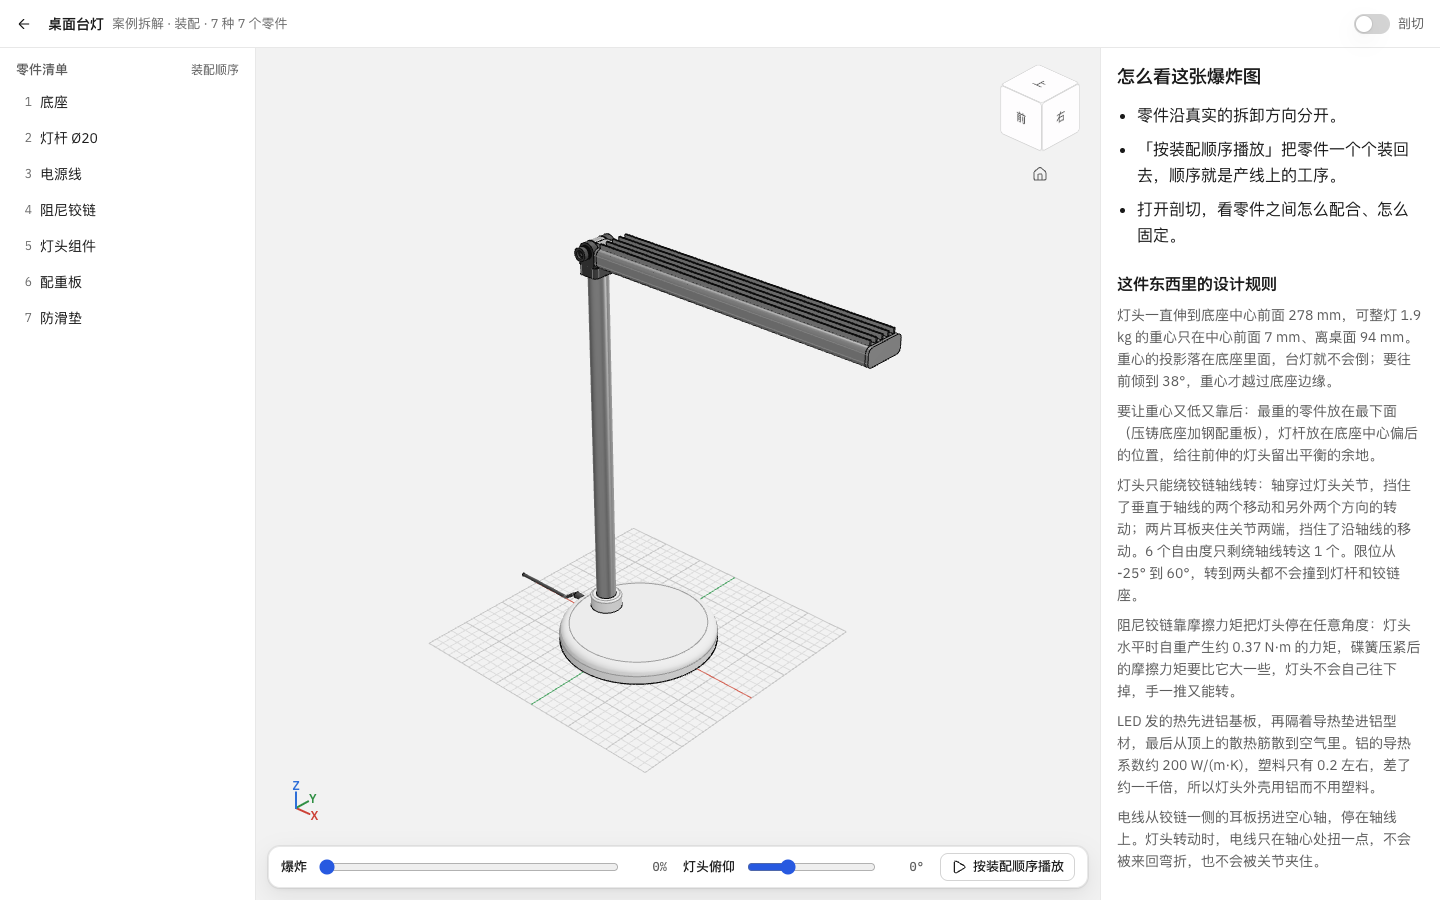 桌面台灯 案例拆解 · 装配 · 7 种 7 个零件
剖切
零件清单 装配顺序
1 底座
2 灯杆 Ø20
3 电源线
4 阻尼铰链
5 灯头组件
6 配重板
7 防滑垫
上
前 右
Z
Y
X
爆炸 0% 灯头俯仰 0° 按装配顺序播放
怎么看这张爆炸图
• 零件沿真实的拆卸方向分开。
• 「按装配顺序播放」把零件一个个装回
去，顺序就是产线上的工序。
• 打开剖切，看零件之间怎么配合、怎么
固定。
这件东西里的设计规则
灯头一直伸到底座中心前面 278 mm，可整灯 1.9
kg 的重心只在中心前面 7 mm、离桌面 94 mm。
重心的投影落在底座里面，台灯就不会倒；要往
前倾到 38°，重心才越过底座边缘。
要让重心又低又靠后：最重的零件放在最下面
（压铸底座加钢配重板），灯杆放在底座中心偏后
的位置，给往前伸的灯头留出平衡的余地。
灯头只能绕铰链轴线转：轴穿过灯头关节，挡住
了垂直于轴线的两个移动和另外两个方向的转
动；两片耳板夹住关节两端，挡住了沿轴线的移
动。6 个自由度只剩绕轴线转这 1 个。限位从
-25° 到 60°，转到两头都不会撞到灯杆和铰链
座。
阻尼铰链靠摩擦力矩把灯头停在任意角度：灯头
水平时自重产生约 0.37 N·m 的力矩，碟簧压紧后
的摩擦力矩要比它大一些，灯头不会自己往下
掉，手一推又能转。
LED 发的热先进铝基板，再隔着导热垫进铝型
材，最后从顶上的散热筋散到空气里。铝的导热
系数约 200 W/(m·K)，塑料只有 0.2 左右，差了
约一千倍，所以灯头外壳用铝而不用塑料。
电线从铰链一侧的耳板拐进空心轴，停在轴线
上。灯头转动时，电线只在轴心处扭一点，不会
被来回弯折，也不会被关节夹住。